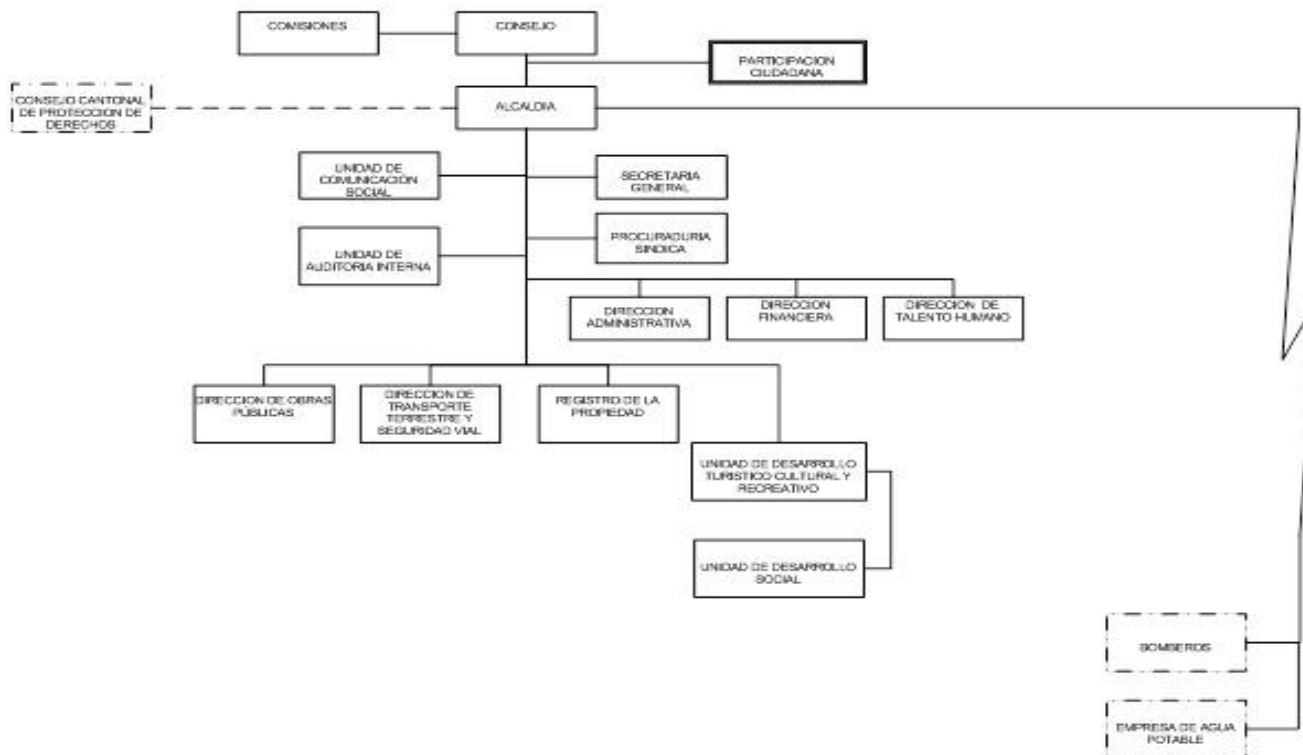 COMISIONES
CONSEJO
PARTICIPACION
CIUDADANA
CONSEJO CANTONAL
DE PROTECCION DE
DERECHOS
ALCALDIA
UNIDAD DE
COMUNICACIÓN
SOCIAL
SECRETARIA
GENERAL
UNIDAD DE
AUDITORIA INTERNA
PROCURADURIA
SINDICA
DIRECCION
ADMINISTRATIVA
DIRECCION
FINANCIERA
DIRECCION DE
TALENTO HUMANO
DIRECCION DE OBRAS
PÚBLICAS
DIRECCION DE
TRANSPORTE
TERRESTRE Y
SEGURIDAD VIAL
REGISTRO DE LA
PROPIEDAD
UNIDAD DE DESARROLLO
TURISTICO CULTURAL Y
RECREATIVO
UNIDAD DE DESARROLLO
SOCIAL
BOMBEROS
EMPRESA DE AGUA
POTABLE